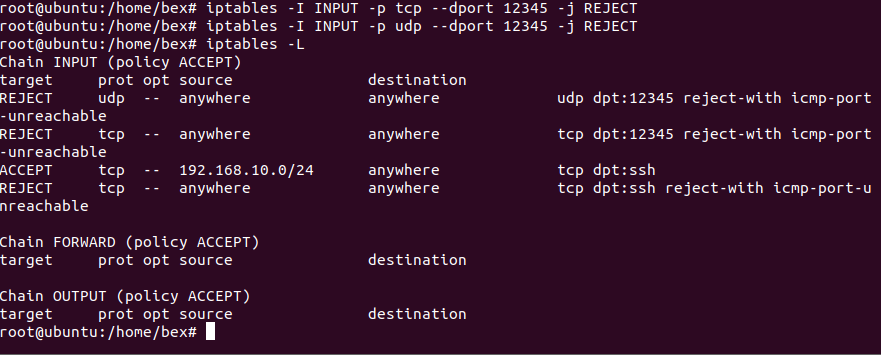 root@ubuntu:/home/bex# iptables -I INPUT -p tcp --dport 12345 -j REJECT
root@ubuntu:/home/bex# iptables -I INPUT -p udp --dport 12345 -j REJECT
root@ubuntu:/home/bex# iptables -L
Chain INPUT (policy ACCEPT)
target     prot opt source               destination
REJECT     udp  --  anywhere             anywhere             udp dpt:12345 reject-with icmp-port
-unreachable
REJECT     tcp  --  anywhere             anywhere             tcp dpt:12345 reject-with icmp-port
-unreachable
ACCEPT     tcp  --  192.168.10.0/24      anywhere             tcp dpt:ssh
REJECT     tcp  --  anywhere             anywhere             tcp dpt:ssh reject-with icmp-port-u
nreachable
Chain FORWARD (policy ACCEPT)
target     prot opt source               destination
Chain OUTPUT (policy ACCEPT)
target     prot opt source               destination
root@ubuntu:/home/bex#